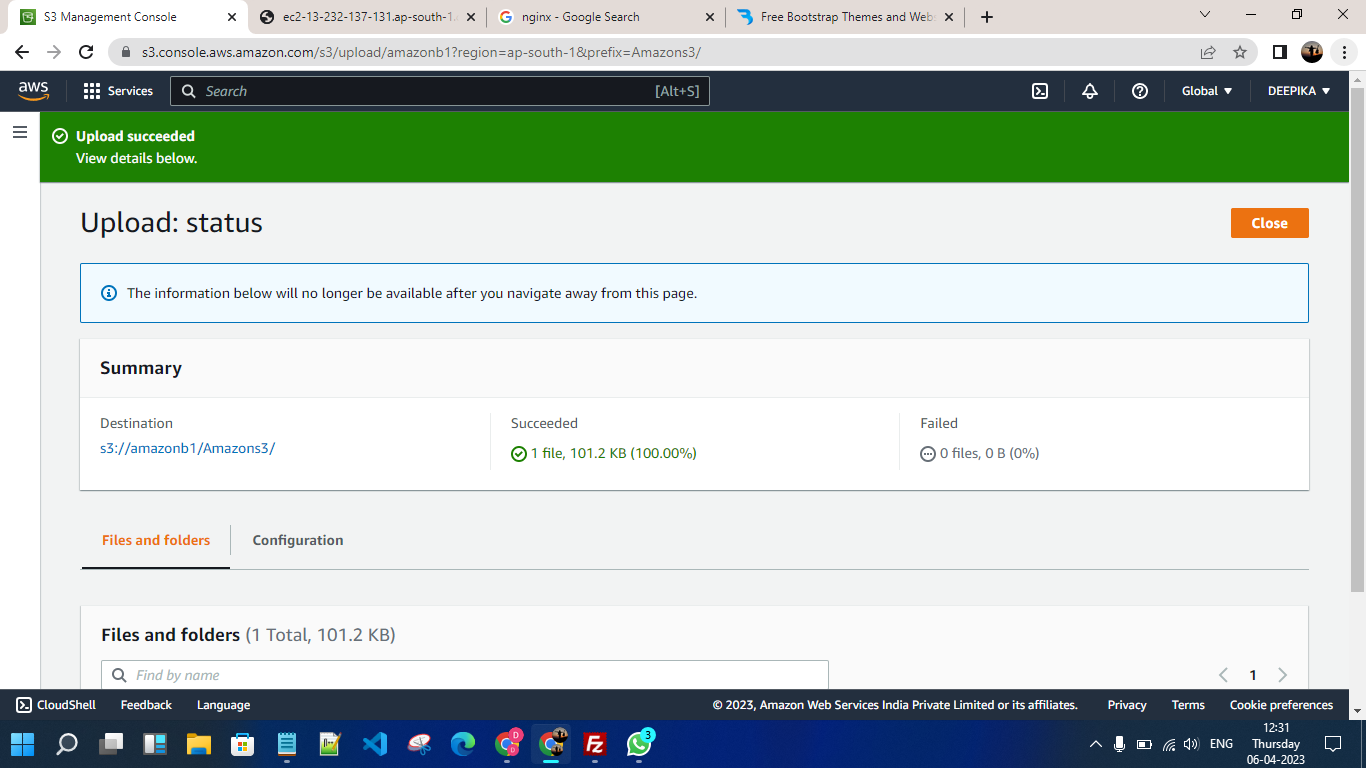 S3 Management Console
ec2-13-232-137-131.ap-south-1.
nginx - Google Search
Free Bootstrap Themes and Webs
s3.console.aws.amazon.com/s3/upload/amazonb1?region=ap-south-1&prefix=Amazons3/
aws
Services
Search
[Alt+S]
Global
DEEPIKA
Upload succeeded
View details below.
Upload: status
Close
The information below will no longer be available after you navigate away from this page.
Summary
Destination
s3://amazonb1/Amazons3/
Succeeded
1 file, 101.2 KB (100.00%)
Failed
0 files, 0 B (0%)
Files and folders
Configuration
Files and folders (1 Total, 101.2 KB)
Find by name
1
CloudShell
Feedback
Language
© 2023, Amazon Web Services India Private Limited or its affiliates.
Privacy
Terms
Cookie preferences
D
D
Fz
3
ENG
12:31
Thursday
06-04-2023